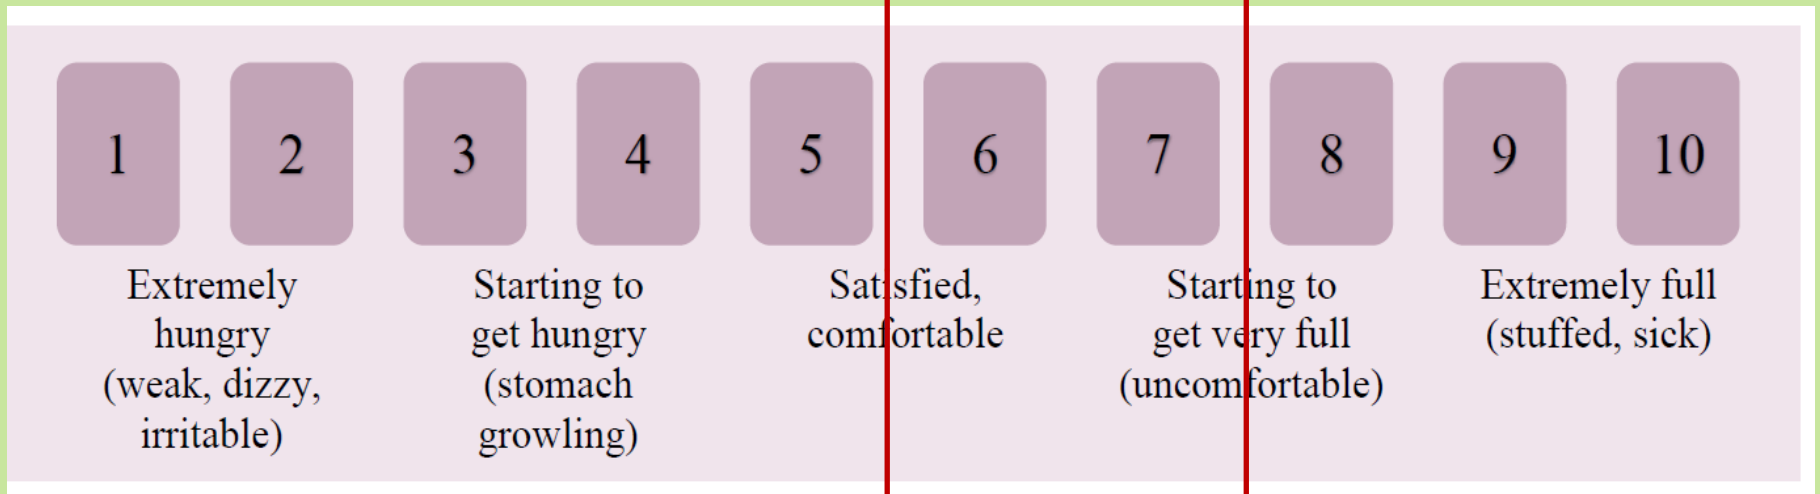 1 2 3 4 5 6 7 8 9 10
Extremely
hungry
(weak, dizzy,
irritable)
Starting to
get hungry
(stomach
growling)
Satisfied,
comfortable
Starting to
get very full
(uncomfortable)
Extremely full
(stuffed, sick)